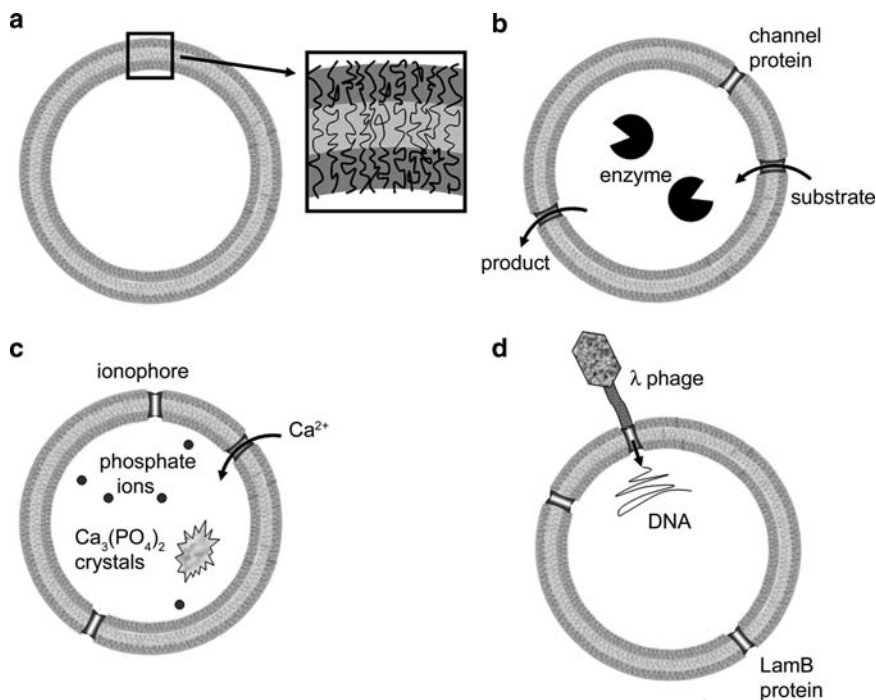 a
b
channel
protein
enzyme
substrate
product
c
ionophore
Ca²⁺
phosphate
ions
Ca₃(PO₄)₂
crystals
d
λ phage
DNA
LamB
protein